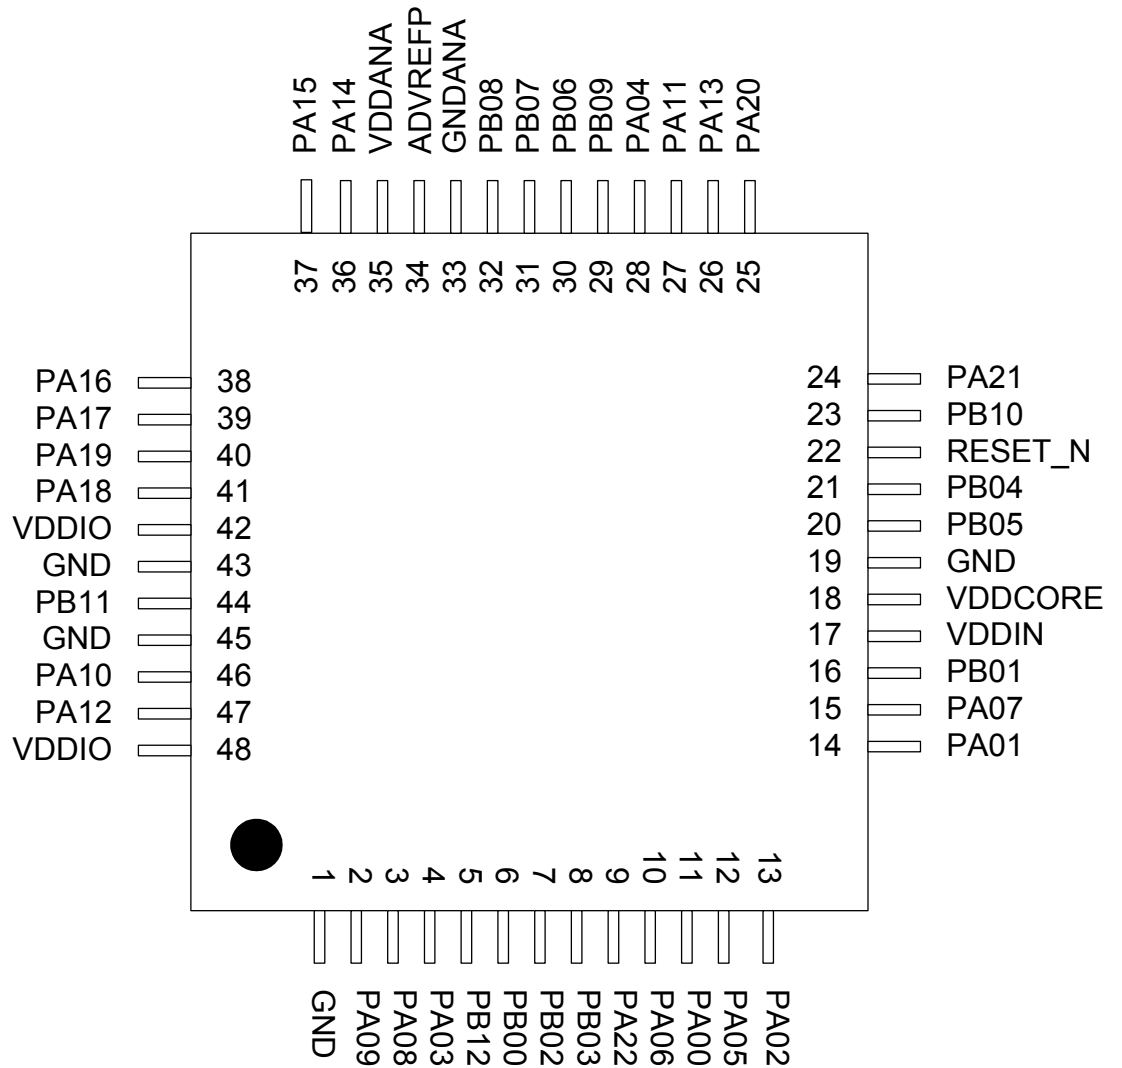 PA15 PA14 VDDANA ADVREFP GNDANA PB08 PB07 PB06 PB09 PA04 PA11 PA13 PA20
37 36 35 34 33 32 31 30 29 28 27 26 25
PA16 38 24 PA21
PA17 39 23 PB10
PA19 40 22 RESET_N
PA18 41 21 PB04
VDDIO 42 20 PB05
GND 43 19 GND
PB11 44 18 VDDCORE
GND 45 17 VDDIN
PA10 46 16 PB01
PA12 47 15 PA07
VDDIO 48 14 PA01
1 2 3 4 5 6 7 8 9 10 11 12 13
GND PA09 PA08 PA03 PB12 PB00 PB02 PB03 PA22 PA06 PA00 PA05 PA02